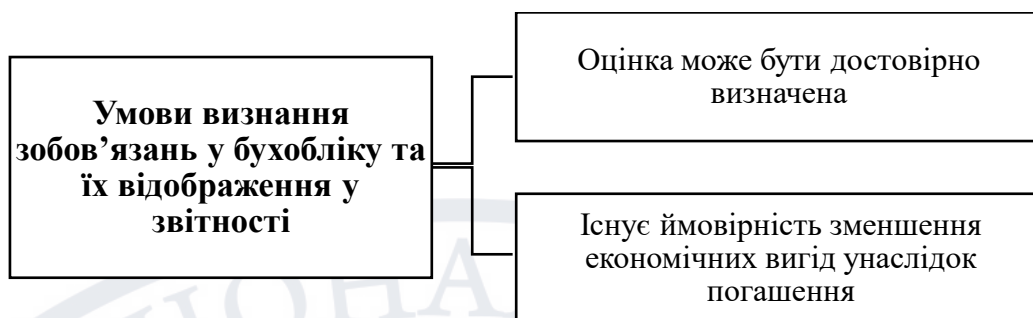 Умови визнання
зобов’язань у бухобліку та
їх відображення у
звітності
Оцінка може бути достовірно
визначена
Існує ймовірність зменшення
економічних вигід унаслідок
погашення